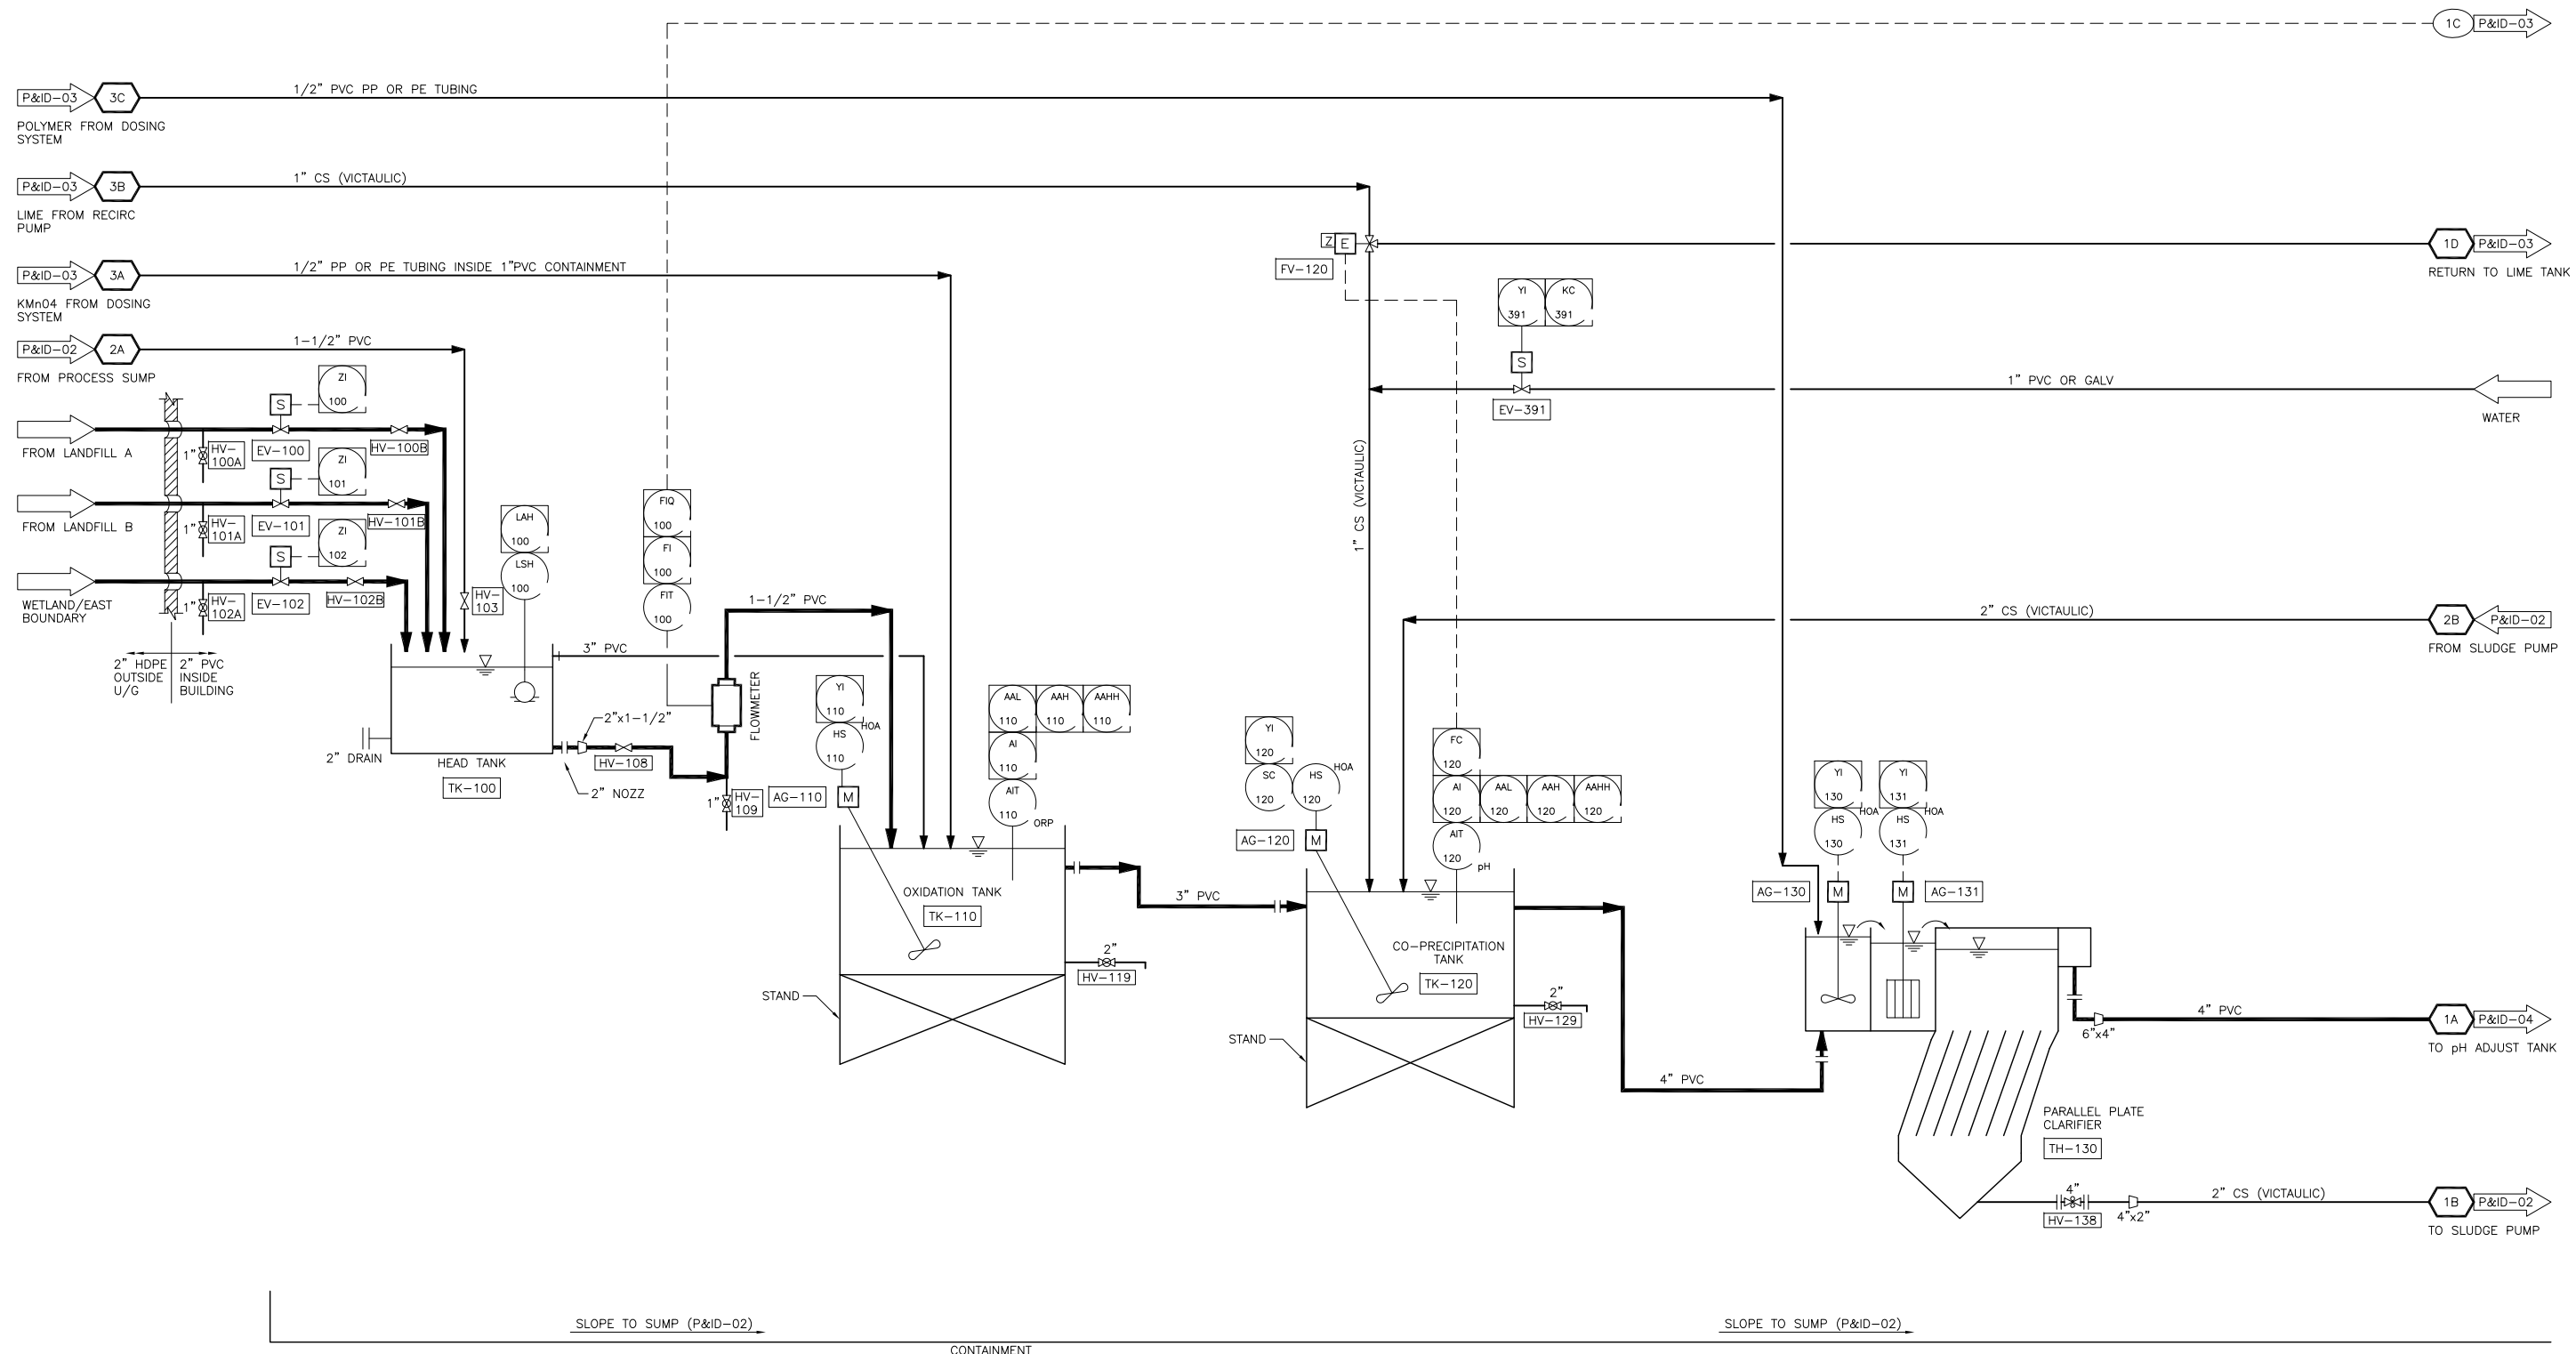 1C
P&ID-03
P&ID-03
3C
1/2" PVC PP OR PE TUBING
POLYMER FROM DOSING
SYSTEM
P&ID-03
3B
1" CS (VICTAULIC)
LIME FROM RECIRC
PUMP
Z
E
FV-120
1D
P&ID-03
RETURN TO LIME TANK
P&ID-03
3A
1/2" PP OR PE TUBING INSIDE 1"PVC CONTAINMENT
KMn04 FROM DOSING
SYSTEM
YI
391
KC
391
S
EV-391
1" PVC OR GALV
WATER
P&ID-02
2A
1-1/2" PVC
FROM PROCESS SUMP
ZI
100
S
FROM LANDFILL A
1"
HV-
100A
EV-100
HV-100B
ZI
101
S
FROM LANDFILL B
1"
HV-
101A
EV-101
HV-101B
ZI
102
S
WETLAND/EAST
BOUNDARY
1"
HV-
102A
EV-102
HV-102B
HV-
103
LAH
100
LSH
100
FIQ
100
FI
100
FIT
100
1" CS (VICTAULIC)
2" CS (VICTAULIC)
2B
P&ID-02
FROM SLUDGE PUMP
2" HDPE
OUTSIDE
U/G
2" PVC
INSIDE
BUILDING
2" DRAIN
HEAD TANK
TK-100
3" PVC
1-1/2" PVC
2"x1-1/2"
HV-108
2" NOZZ
FLOWMETER
1"
HV-
109
YI
110
HS
110
HOA
AG-110
M
AAL
110
AAH
110
AAHH
110
AI
110
AIT
110
ORP
OXIDATION TANK
TK-110
STAND
2"
HV-119
3" PVC
YI
120
SC
120
HS
120
HOA
AG-120
M
FC
120
AI
120
AAL
120
AAH
120
AAHH
120
AIT
120
pH
CO-PRECIPITATION
TANK
TK-120
STAND
2"
HV-129
4" PVC
YI
130
HS
130
HOA
YI
131
HS
131
HOA
AG-130
M
M
AG-131
6"x4"
4" PVC
1A
P&ID-04
TO pH ADJUST TANK
PARALLEL PLATE
CLARIFIER
TH-130
4"
HV-138
4"x2"
2" CS (VICTAULIC)
1B
P&ID-02
TO SLUDGE PUMP
SLOPE TO SUMP (P&ID-02)
SLOPE TO SUMP (P&ID-02)
CONTAINMENT